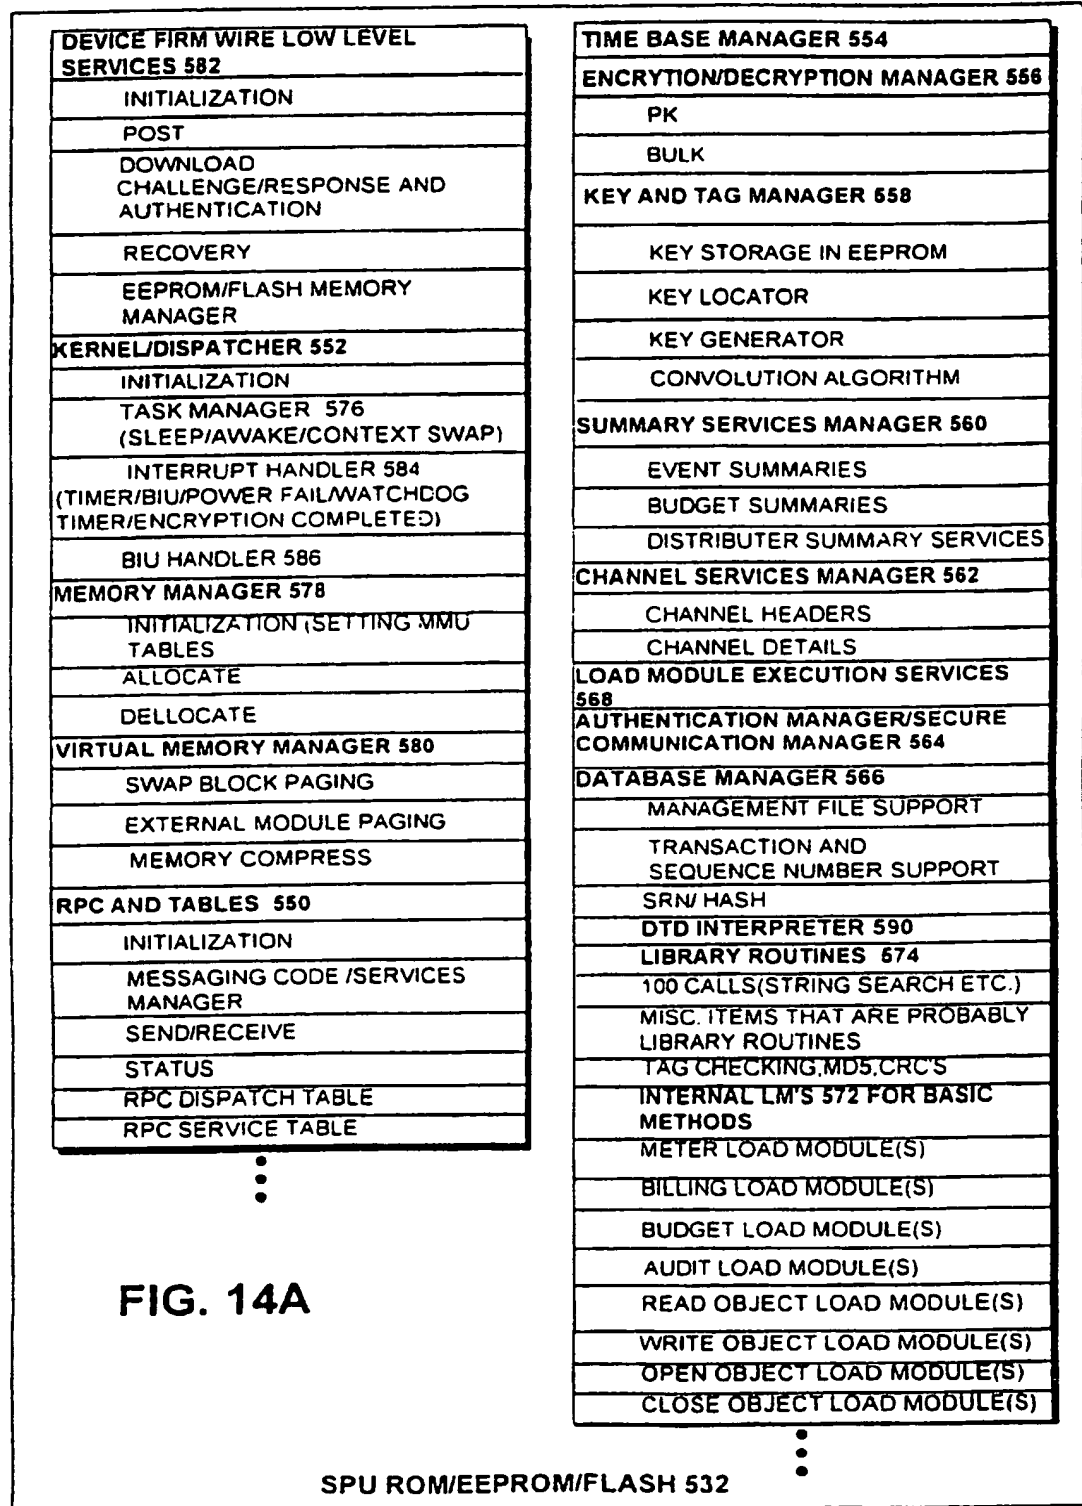 DEVICE FIRM WIRE LOW LEVEL
SERVICES 582
INITIALIZATION
POST
DOWNLOAD
CHALLENGE/RESPONSE AND
AUTHENTICATION
RECOVERY
EEPROM/FLASH MEMORY
MANAGER
KERNEL/DISPATCHER 552
INITIALIZATION
TASK MANAGER 576
(SLEEP/AWAKE/CONTEXT SWAP)
INTERRUPT HANDLER 584
(TIMER/BIU/POWER FAIL/WATCHDOG
TIMER/ENCRYPTION COMPLETED)
BIU HANDLER 586
MEMORY MANAGER 578
INITIALIZATION (SETTING MMU
TABLES
ALLOCATE
DELLOCATE
VIRTUAL MEMORY MANAGER 580
SWAP BLOCK PAGING
EXTERNAL MODULE PAGING
MEMORY COMPRESS
RPC AND TABLES 550
INITIALIZATION
MESSAGING CODE /SERVICES
MANAGER
SEND/RECEIVE
STATUS
RPC DISPATCH TABLE
RPC SERVICE TABLE
TIME BASE MANAGER 554
ENCRYTION/DECRYPTION MANAGER 556
PK
BULK
KEY AND TAG MANAGER 558
KEY STORAGE IN EEPROM
KEY LOCATOR
KEY GENERATOR
CONVOLUTION ALGORITHM
SUMMARY SERVICES MANAGER 560
EVENT SUMMARIES
BUDGET SUMMARIES
DISTRIBUTER SUMMARY SERVICES
CHANNEL SERVICES MANAGER 562
CHANNEL HEADERS
CHANNEL DETAILS
LOAD MODULE EXECUTION SERVICES
568
AUTHENTICATION MANAGER/SECURE
COMMUNICATION MANAGER 564
DATABASE MANAGER 566
MANAGEMENT FILE SUPPORT
TRANSACTION AND
SEQUENCE NUMBER SUPPORT
SRN/ HASH
DTD INTERPRETER 590
LIBRARY ROUTINES 574
100 CALLS(STRING SEARCH ETC.)
MISC. ITEMS THAT ARE PROBABLY
LIBRARY ROUTINES
TAG CHECKING,MD5,CRC'S
INTERNAL LM'S 572 FOR BASIC
METHODS
METER LOAD MODULE(S)
BILLING LOAD MODULE(S)
BUDGET LOAD MODULE(S)
AUDIT LOAD MODULE(S)
READ OBJECT LOAD MODULE(S)
WRITE OBJECT LOAD MODULE(S)
OPEN OBJECT LOAD MODULE(S)
CLOSE OBJECT LOAD MODULE(S)
FIG. 14A
SPU ROM/EEPROM/FLASH 532